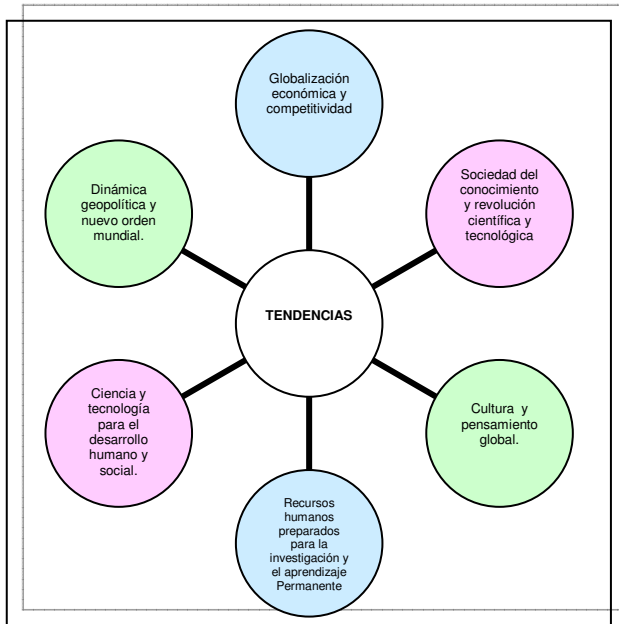 Globalización
económica y
competitividad
Sociedad del
conocimiento
y revolución
científica y
tecnológica
Cultura y
pensamiento
global.
Recursos
humanos
preparados
para la
investigación y
el aprendizaje
Permanente
Ciencia y
tecnología
para el
desarrollo
humano y
social.
Dinámica
geopolítica y
nuevo orden
mundial.
TENDENCIAS